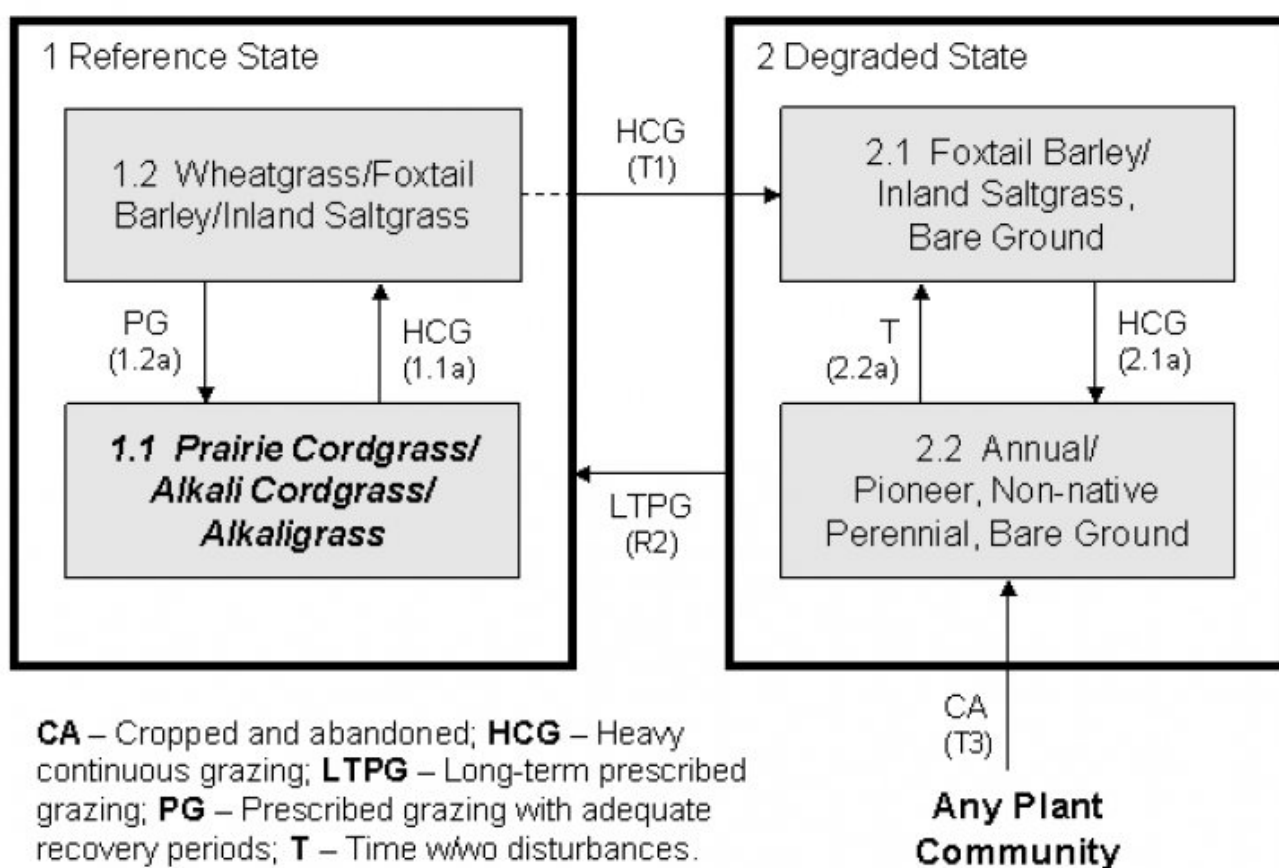 1 Reference State
1.2 Wheatgrass/Foxtail
Barley/Inland Saltgrass
PG
(1.2a)
HCG
(1.1a)
1.1 Prairie Cordgrass/
Alkali Cordgrass/
Alkaligrass
HCG
(T1)
LTPG
(R2)
2 Degraded State
2.1 Foxtail Barley/
Inland Saltgrass,
Bare Ground
T
(2.2a)
HCG
(2.1a)
2.2 Annual/
Pioneer, Non-native
Perennial, Bare Ground
CA
(T3)
Any Plant
Community
CA – Cropped and abandoned; HCG – Heavy
continuous grazing; LTPG – Long-term prescribed
grazing; PG – Prescribed grazing with adequate
recovery periods; T – Time w/wo disturbances.